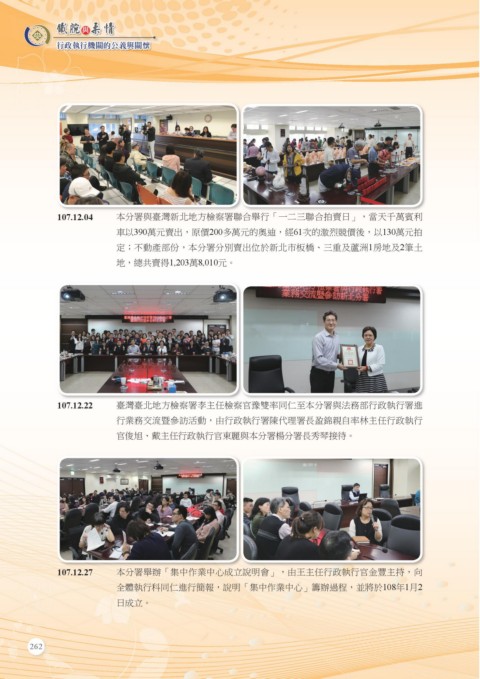 鐵腕與柔情
行政執行機關的公義與關懷
107.12.04 本分署與臺灣新北地方檢察署聯合舉行「一二三聯合拍賣日」，當天千萬賓利
車以390萬元賣出，原價200多萬元的奧迪，經61次的激烈競價後，以130萬元拍
定；不動產部份，本分署分別賣出位於新北市板橋、三重及蘆洲1房地及2筆土
地，總共賣得1,203萬8,010元。
業務交流暨參訪
107.12.22 臺灣臺北地方檢察署李主任檢察官豫雙率同仁至本分署與法務部行政執行署進
行業務交流暨參訪活動，由行政執行署陳代理署長盈錦親自率林主任行政執行
官俊旭、戴主任行政執行官東麗與本分署楊分署長秀琴接待。
107.12.27 本分署舉辦「集中作業中心成立說明會」，由王主任行政執行官金豐主持，向
全體執行科同仁進行簡報，說明「集中作業中心」籌辦過程，並將於108年1月2
日成立。
262